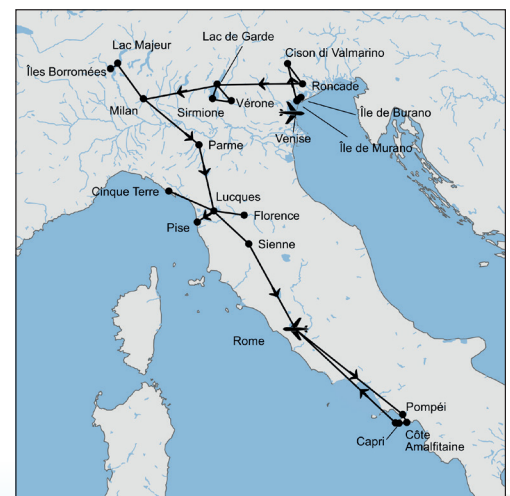 Lac de Garde
Lac Majeur
Cison di Valmarino
Îles Borromées
Roncade
Milan
Sirmione
Vérone
Île de Burano
Venise
Île de Murano
Parme
Cinque Terre
Lucques
Florence
Pise
Sienne
Rome
Pompéi
Capri
Côte
Amalfitaine